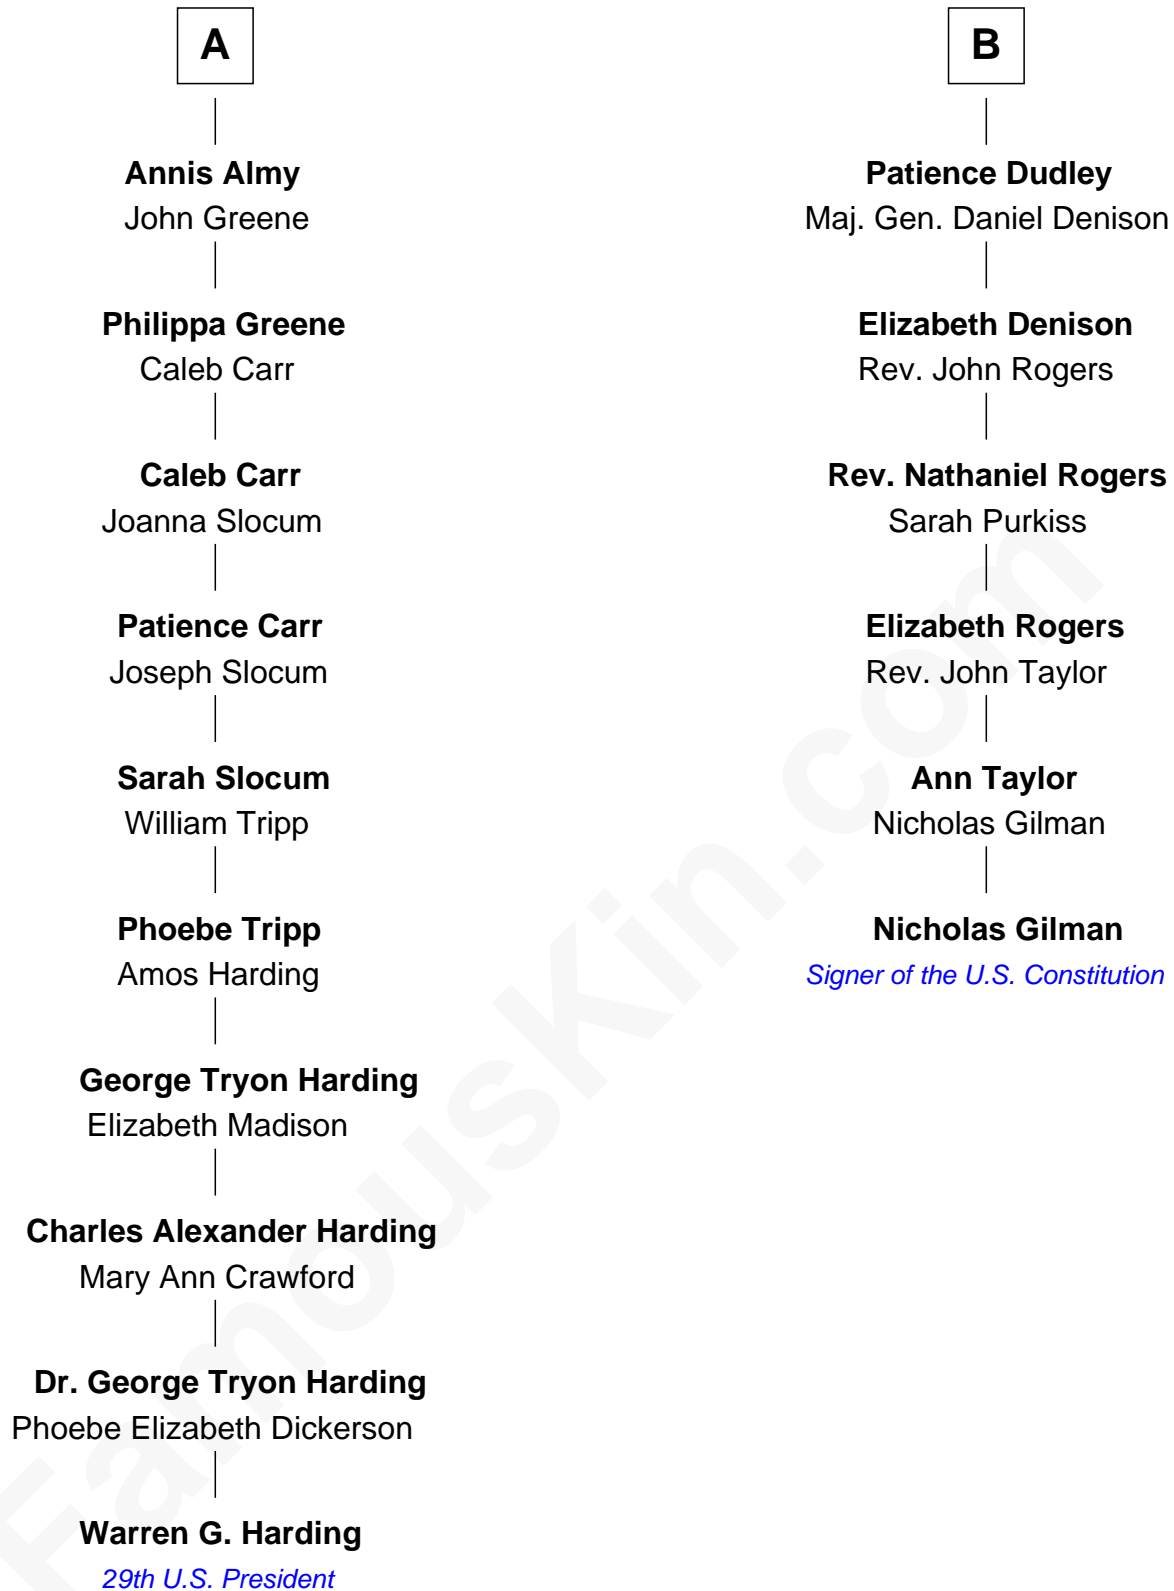 A
Annis Almy
John Greene
Philippa Greene
Caleb Carr
Caleb Carr
Joanna Slocum
Patience Carr
Joseph Slocum
Sarah Slocum
William Tripp
Phoebe Tripp
Amos Harding
George Tryon Harding
Elizabeth Madison
Charles Alexander Harding
Mary Ann Crawford
Dr. George Tryon Harding
Phoebe Elizabeth Dickerson
Warren G. Harding
29th U.S. President
B
Patience Dudley
Maj. Gen. Daniel Denison
Elizabeth Denison
Rev. John Rogers
Rev. Nathaniel Rogers
Sarah Purkiss
Elizabeth Rogers
Rev. John Taylor
Ann Taylor
Nicholas Gilman
Nicholas Gilman
Signer of the U.S. Constitution
FamousKin.com